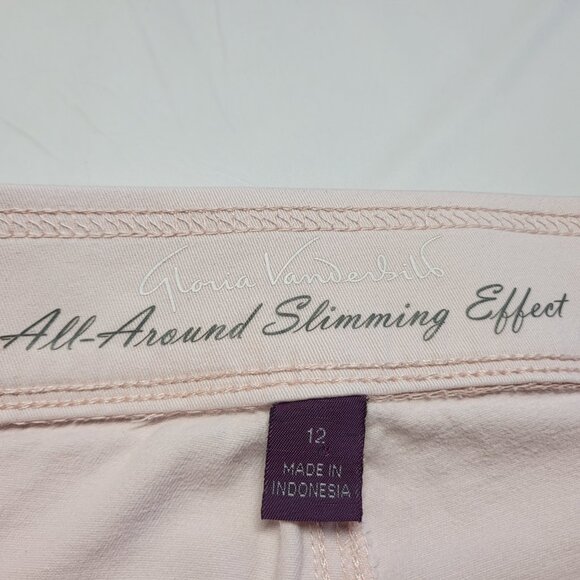 Gloria Vanderbilt
All-Around Slimming Effect
12
MADE IN
INDONESIA